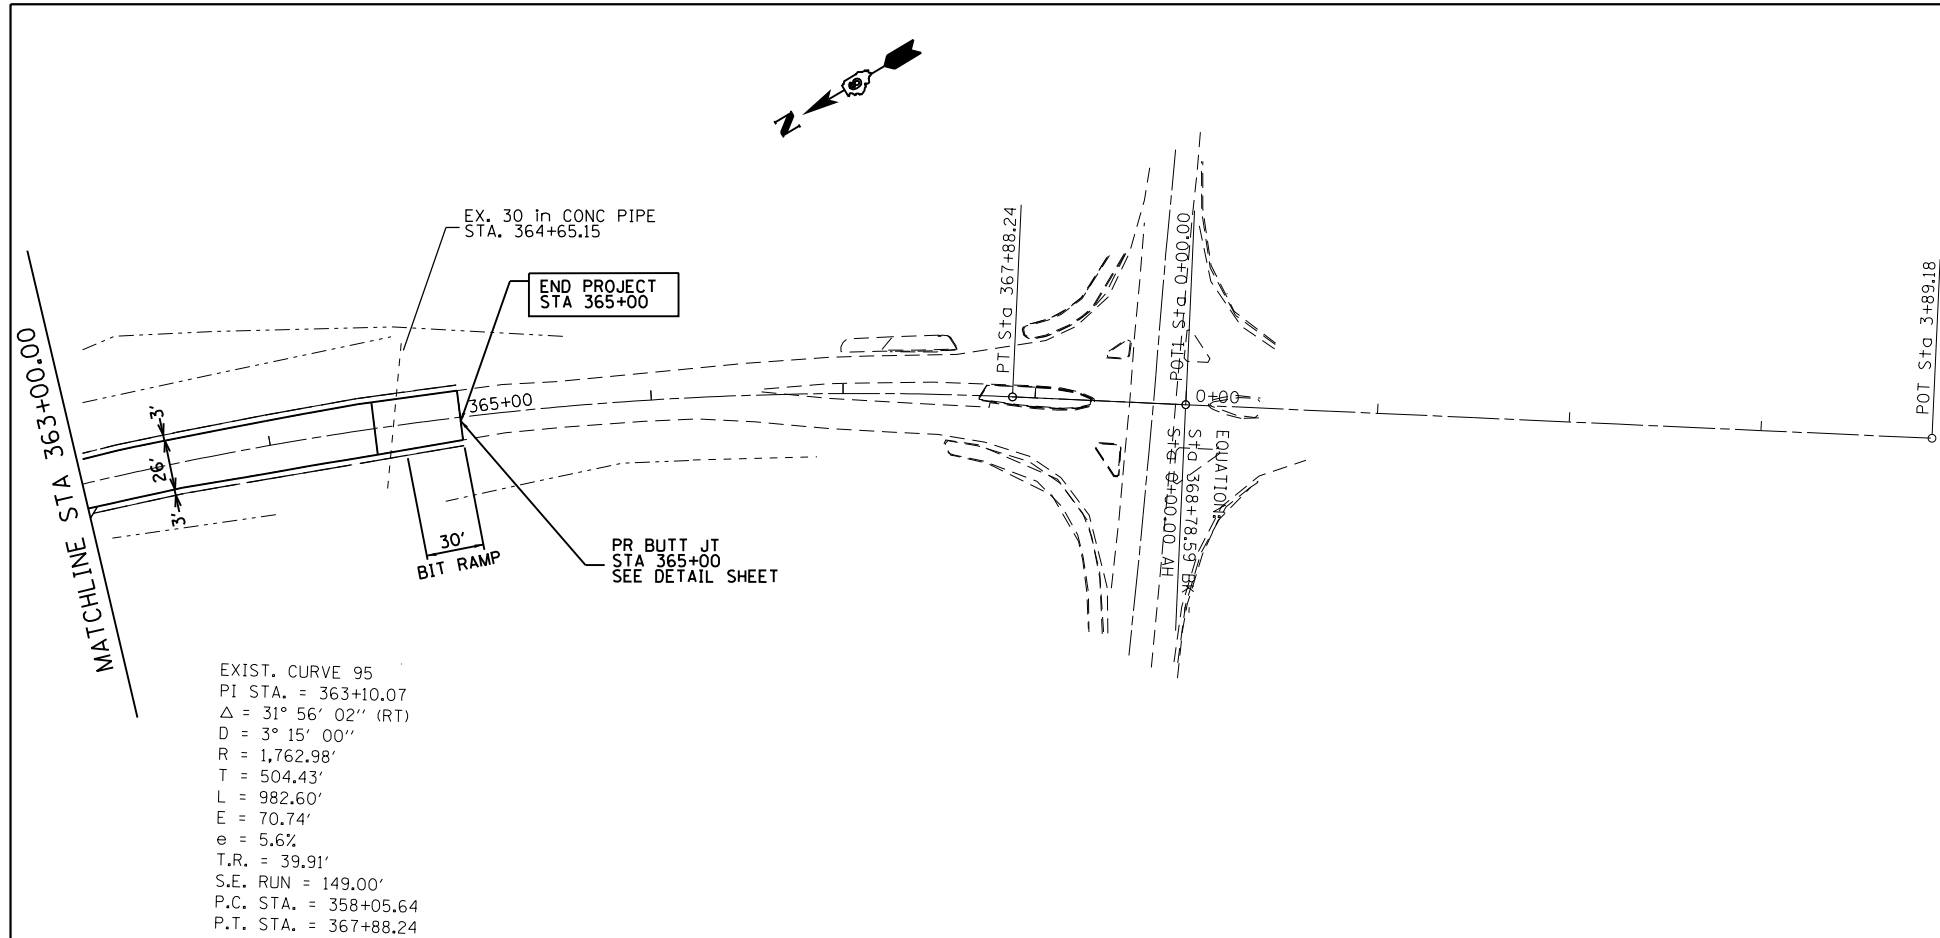 N
EX. 30 in CONC PIPE
STA. 364+65.15
END PROJECT
STA 365+00
MATCHLINE STA 363+00.00
3'
26'
3'
365+00
PT Sta 367+88.24
POT Sta 0+00.00
0+00
POT Sta 3+89.18
EQUATION:
Sta 368+78.59 BK
Sta 0+00.00 AH
30'
BIT RAMP
PR BUTT JT
STA 365+00
SEE DETAIL SHEET
EXIST. CURVE 95
PI STA. = 363+10.07
Δ = 31° 56' 02'' (RT)
D = 3° 15' 00''
R = 1,762.98'
T = 504.43'
L = 982.60'
E = 70.74'
e = 5.6%
T.R. = 39.91'
S.E. RUN = 149.00'
P.C. STA. = 358+05.64
P.T. STA. = 367+88.24